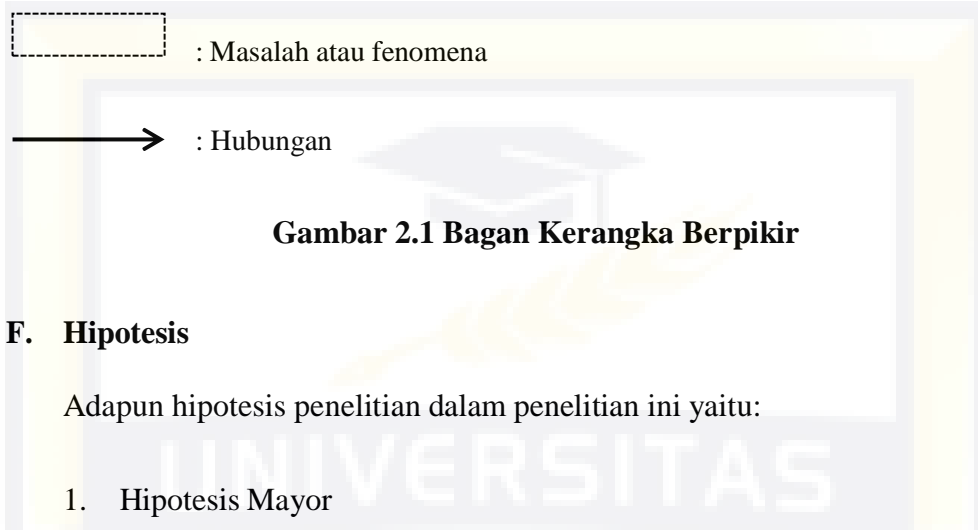 : Masalah atau fenomena
: Hubungan
Gambar 2.1 Bagan Kerangka Berpikir
F. Hipotesis
Adapun hipotesis penelitian dalam penelitian ini yaitu:
UNIVERSITAS
1. Hipotesis Mayor